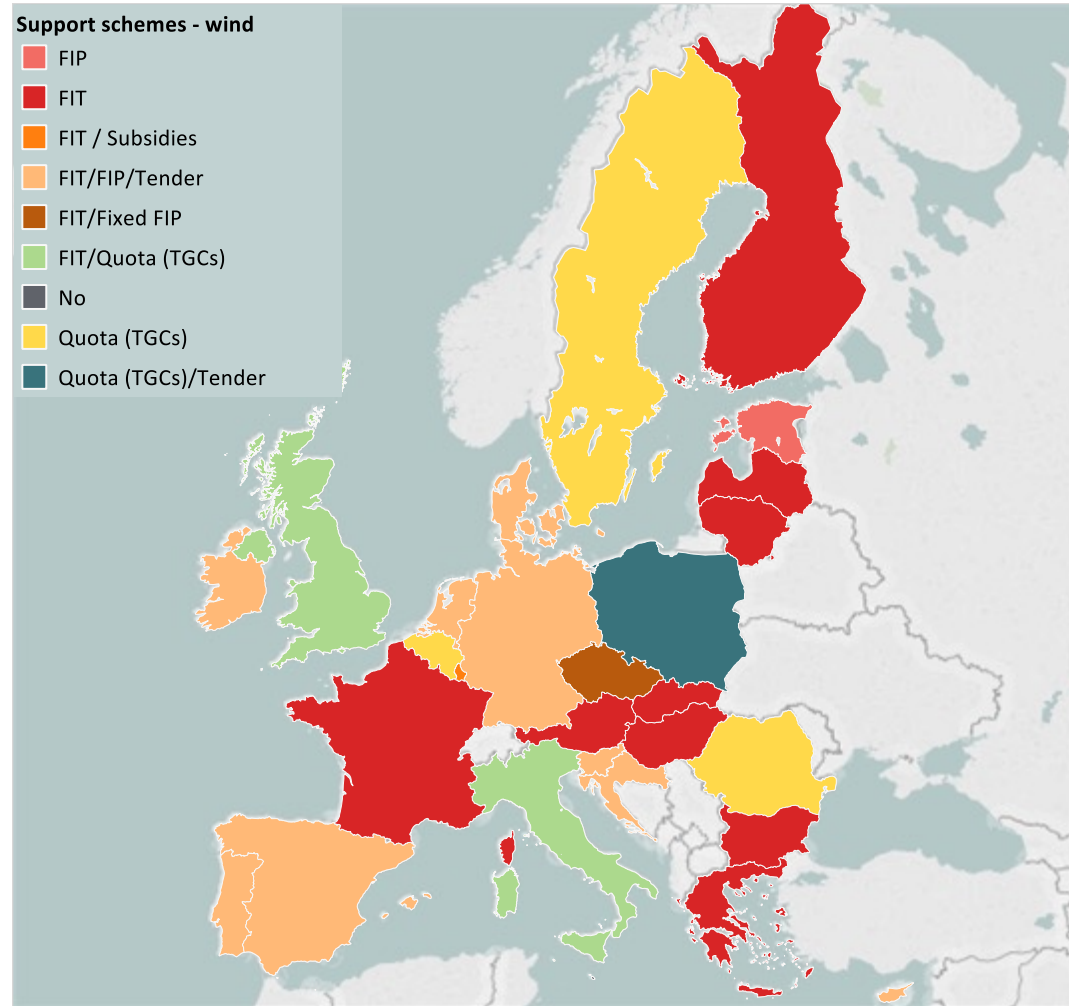 Support schemes - wind
FIP
FIT
FIT / Subsidies
FIT/FIP/Tender
FIT/Fixed FIP
FIT/Quota (TGCs)
No
Quota (TGCs)
Quota (TGCs)/Tender